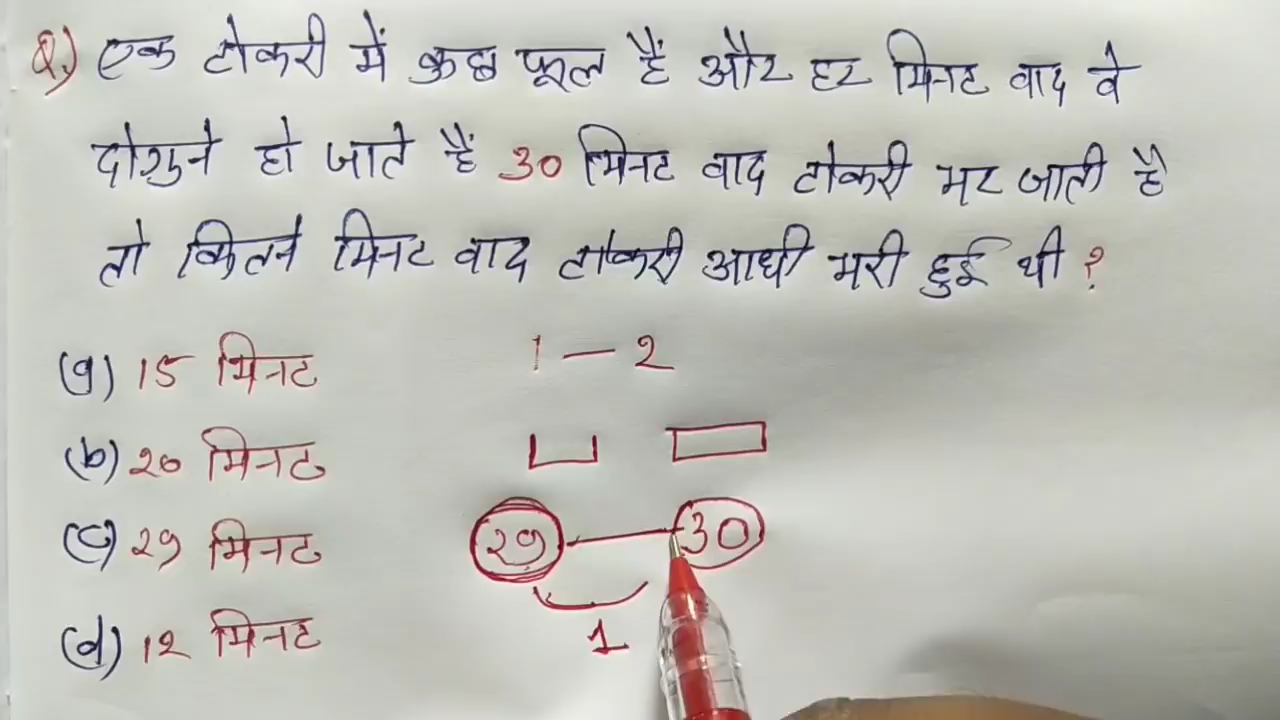 Q.) एक टोकरी में कुछ फूल हैं और हर मिनट वाद वे
दोगुने हो जाते हैं 30 मिनट वाद टोकरी भर जाती है
तो कितने मिनट वाद टोकरी आधी भरी हुई थी ?
(a) 15 मिनट
1 — 2
(b) 20 मिनट
(c) 29 मिनट
29 — 30
(d) 12 मिनट
1